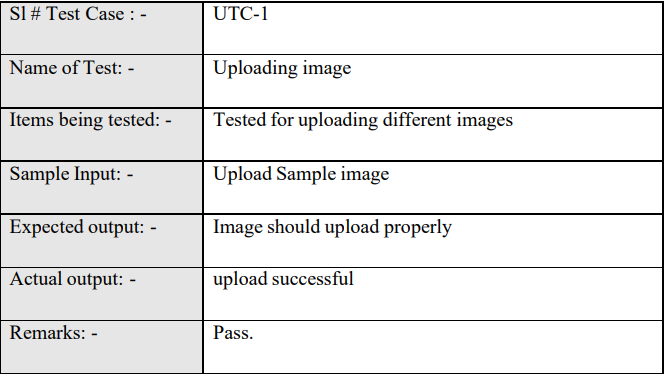 Sl # Test Case : - UTC-1
Name of Test: - Uploading image
Items being tested: - Tested for uploading different images
Sample Input: - Upload Sample image
Expected output: - Image should upload properly
Actual output: - upload successful
Remarks: - Pass.